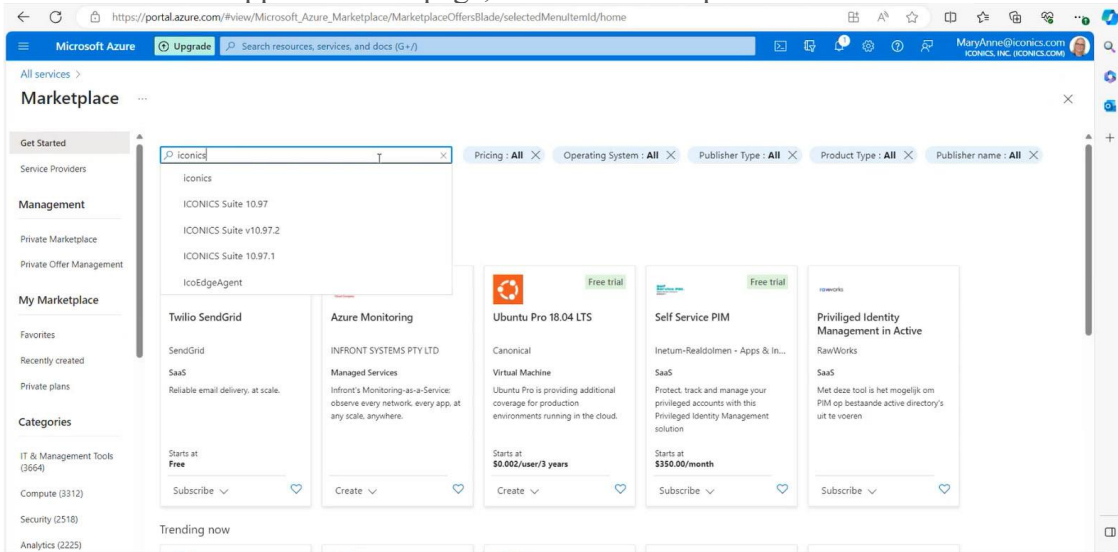 https://portal.azure.com/#view/Microsoft_Azure_Marketplace/MarketplaceOffersBlade/selectedMenuItemId/home
Microsoft Azure
Upgrade
Search resources, services, and docs (G+/)
1
MaryAnne@iconics.com
ICONICS, INC. (ICONICS.COM)
All services >
Marketplace ...
Get Started
Service Providers
Management
Private Marketplace
Private Offer Management
My Marketplace
Favorites
Recently created
Private plans
Categories
IT & Management Tools
(3664)
Compute (3312)
Security (2518)
Analytics (2225)
iconics
Pricing : All
Operating System : All
Publisher Type : All
Product Type : All
Publisher name : All
iconics
ICONICS Suite 10.97
ICONICS Suite v10.97.2
ICONICS Suite 10.97.1
IcoEdgeAgent
Twilio SendGrid
SendGrid
SaaS
Reliable email delivery, at scale.
Starts at
Free
Subscribe
Azure Monitoring
INFRONT SYSTEMS PTY LTD
Managed Services
Infront's Monitoring-as-a-Service:
observe every network, every app, at
any scale, anywhere.
Create
Free trial
Ubuntu Pro 18.04 LTS
Canonical
Virtual Machine
Ubuntu Pro is providing additional
coverage for production
environments running in the cloud.
Starts at
$0.002/user/3 years
Create
Free trial
Self Service PIM
Inetum-Realdolmen - Apps & In...
SaaS
Protect, track and manage your
privileged accounts with this
Privileged Identity Management
solution
Starts at
$350.00/month
Subscribe
rawworks
Priviliged Identity
Management in Active
RawWorks
SaaS
Met deze tool is het mogelijk om
PIM op bestaande active directory's
uit te voeren
Subscribe
Trending now